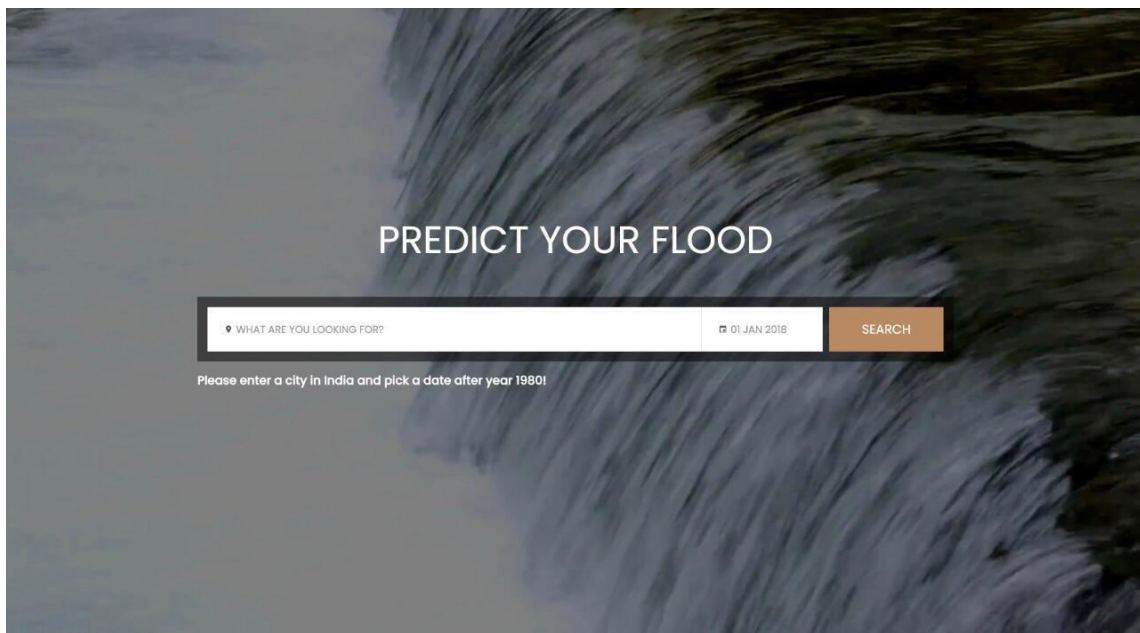 PREDICT YOUR FLOOD
WHAT ARE YOU LOOKING FOR?
01 JAN 2018
SEARCH
Please enter a city in India and pick a date after year 1980!